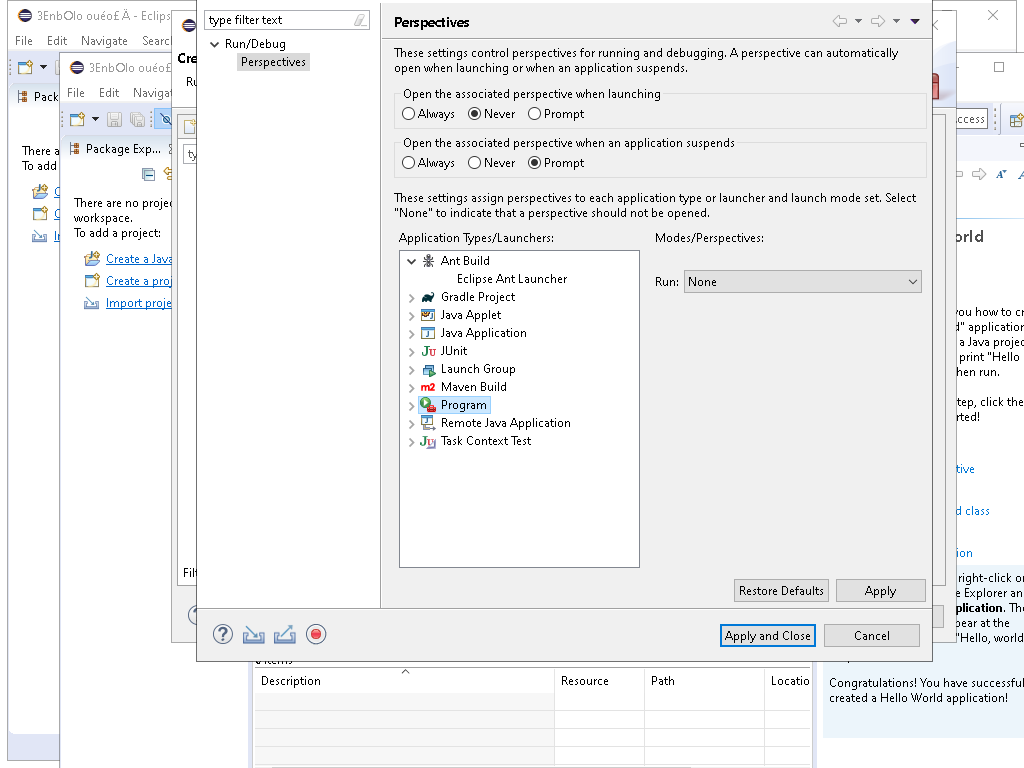 3EnbOlo ouéo£Ä - Eclips
File Edit Navigate Searc
Pack
There a
To add
3EnbOlo ouéo£
File Edit Naviga
Package Exp...
There are no proje
workspace.
To add a project:
Create a Java
Create a proj
Import proje
Cre
Ru
ty
Filt
type filter text
Run/Debug
Perspectives
Perspectives
These settings control perspectives for running and debugging. A perspective can automatically
open when launching or when an application suspends.
Open the associated perspective when launching
Always Never Prompt
Open the associated perspective when an application suspends
Always Never Prompt
These settings assign perspectives to each application type or launcher and launch mode set. Select
"None" to indicate that a perspective should not be opened.
Application Types/Launchers:
Modes/Perspectives:
Ant Build
Eclipse Ant Launcher
Gradle Project
Java Applet
Java Application
JUnit
Launch Group
Maven Build
Program
Remote Java Application
Task Context Test
Run: None
Restore Defaults Apply
Apply and Close Cancel
ccess
orld
you how to cr
d" application
a Java projec
print "Hello
hen run.
tep, click the
rted!
tive
d class
ion
right-click or
e Explorer an
plication. The
pear at the
"Hello, world
Congratulations! You have successful
created a Hello World application!
Description Resource Path Locatio